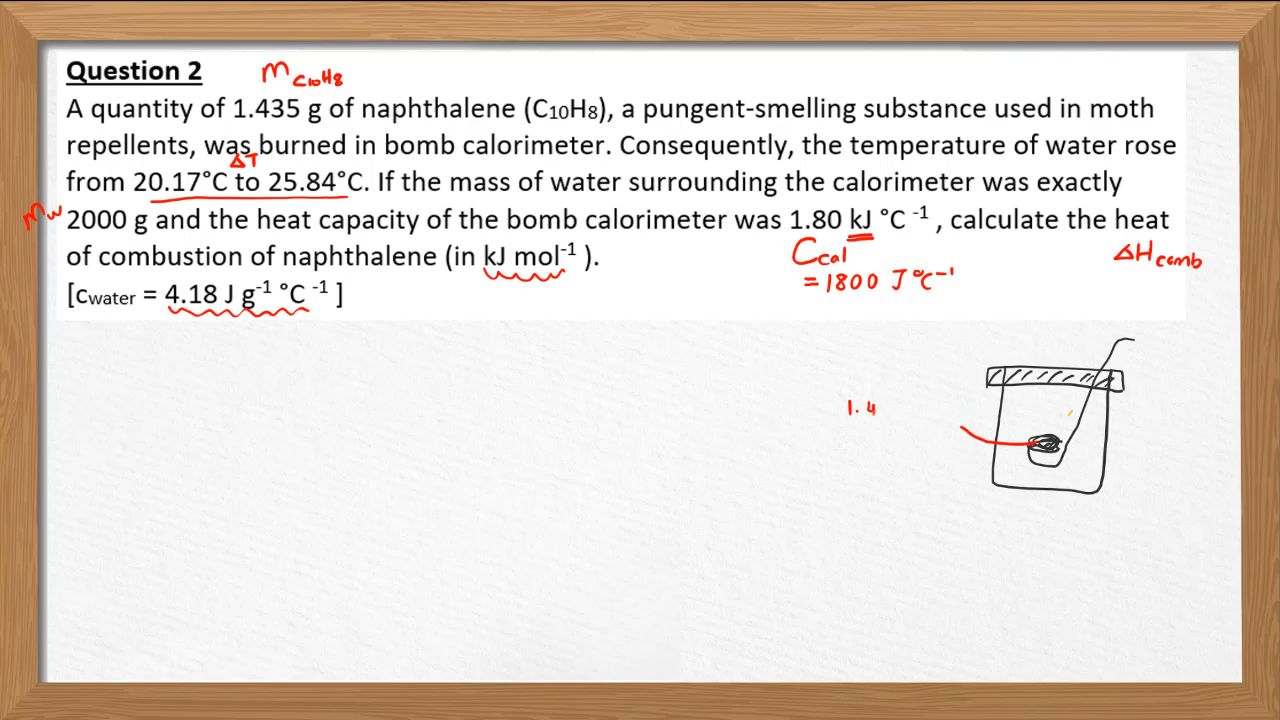 Question 2
m C10H8
A quantity of 1.435 g of naphthalene (C10H8), a pungent-smelling substance used in moth
repellents, was burned in bomb calorimeter. Consequently, the temperature of water rose
ΔT
from 20.17°C to 25.84°C. If the mass of water surrounding the calorimeter was exactly
mw
2000 g and the heat capacity of the bomb calorimeter was 1.80 kJ °C -1 , calculate the heat
of combustion of naphthalene (in kJ mol-1 ).
Ccal
ΔHcomb
= 1800 J °C-1
[cwater = 4.18 J g-1 °C -1 ]
1.4